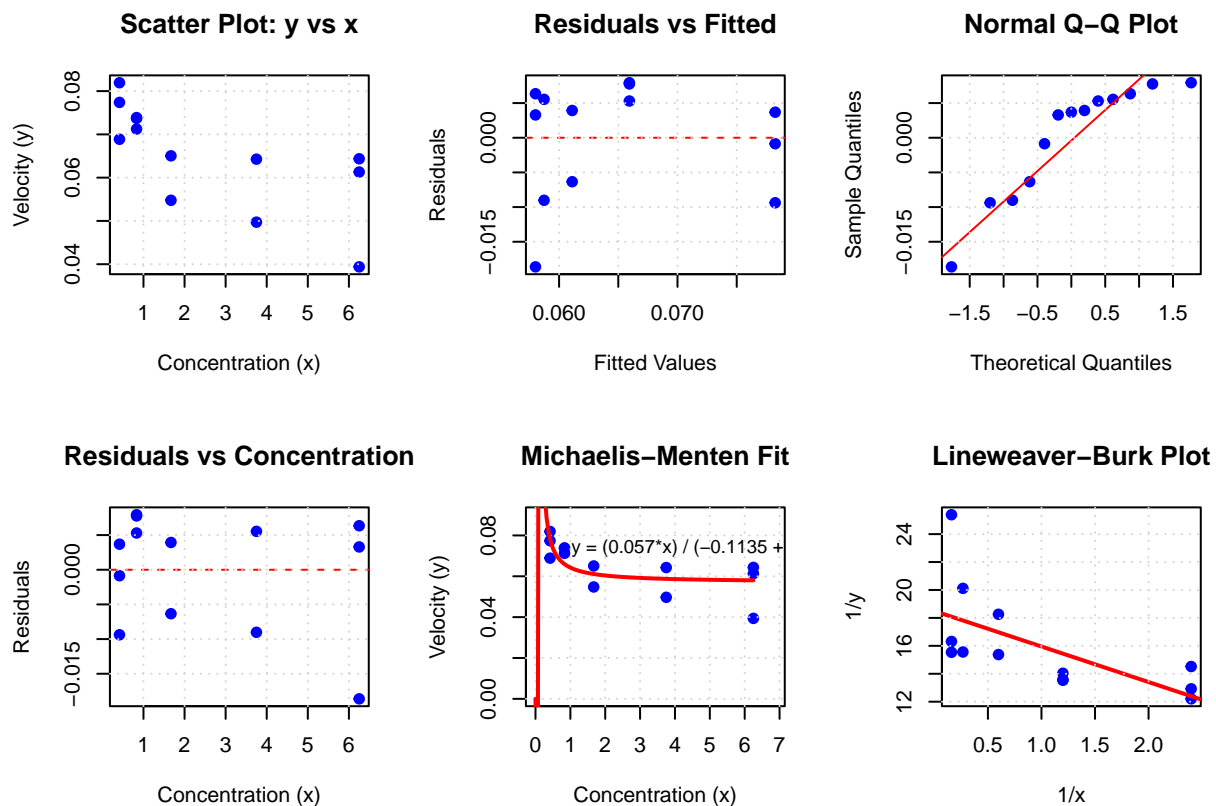 Scatter Plot: y vs x
Velocity (y)
0.04 0.06 0.08
1 2 3 4 5 6
Concentration (x)
Residuals vs Fitted
Residuals
−0.015 0.000
0.060 0.070
Fitted Values
Normal Q−Q Plot
Sample Quantiles
−0.015 0.000
−1.5 −0.5 0.5 1.5
Theoretical Quantiles
Residuals vs Concentration
Residuals
−0.015 0.000
1 2 3 4 5 6
Concentration (x)
Michaelis−Menten Fit
Velocity (y)
0.00 0.04 0.08
y = (0.057*x) / (−0.1135 +
0 1 2 3 4 5 6 7
Concentration (x)
Lineweaver−Burk Plot
1/y
12 16 20 24
0.5 1.0 1.5 2.0
1/x